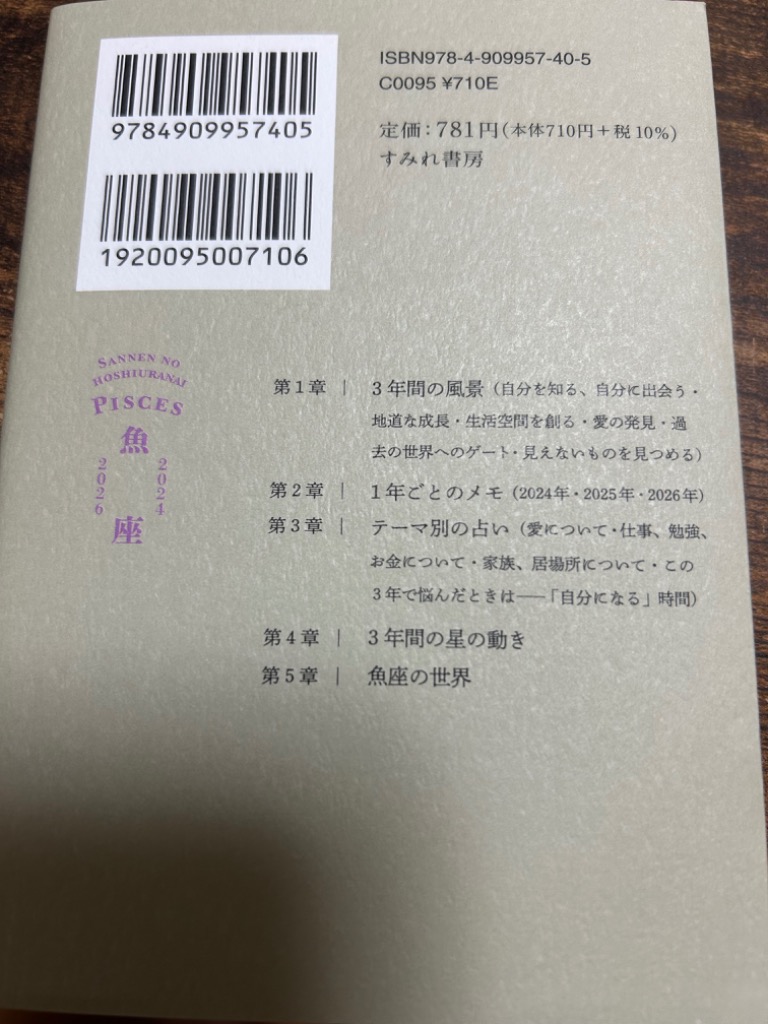 9784909957405
1920095007106
ISBN978-4-909957-40-5
C0095 ¥710E
定価：781円（本体710円＋税10％）
すみれ書房
SANNEN NO
HOSHIURANAI
PISCES
魚座
2024
2026
第1章｜3年間の風景（自分を知る、自分に出会う・
地道な成長・生活空間を創る・愛の発見・過
去の世界へのゲート・見えないものを見つめる）
第2章｜1年ごとのメモ（2024年・2025年・2026年）
第3章｜テーマ別の占い（愛について・仕事、勉強、
お金について・家族、居場所について・この
3年で悩んだときは――「自分になる」時間）
第4章｜3年間の星の動き
第5章｜魚座の世界